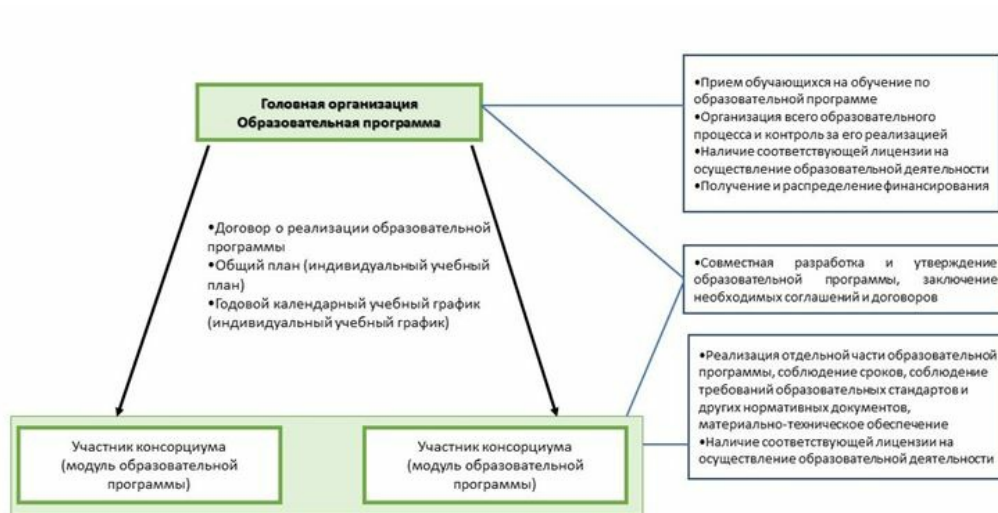 Головная организация
Образовательная программа
•Прием обучающихся на обучение по
образовательной программе
•Организация всего образовательного
процесса и контроль за его реализацией
•Наличие соответствующей лицензии на
осуществление образовательной деятельности
•Получение и распределение финансирования
•Договор о реализации образовательной
программы
•Общий план (индивидуальный учебный
план)
•Годовой календарный учебный график
(индивидуальный учебный график)
•Совместная разработка и утверждение
образовательной программы, заключение
необходимых соглашений и договоров
•Реализация отдельной части образовательной
программы, соблюдение сроков, соблюдение
требований образовательных стандартов и
других нормативных документов,
материально-техническое обеспечение
•Наличие соответствующей лицензии на
осуществление образовательной деятельности
Участник консорциума
(модуль образовательной
программы)
Участник консорциума
(модуль образовательной
программы)